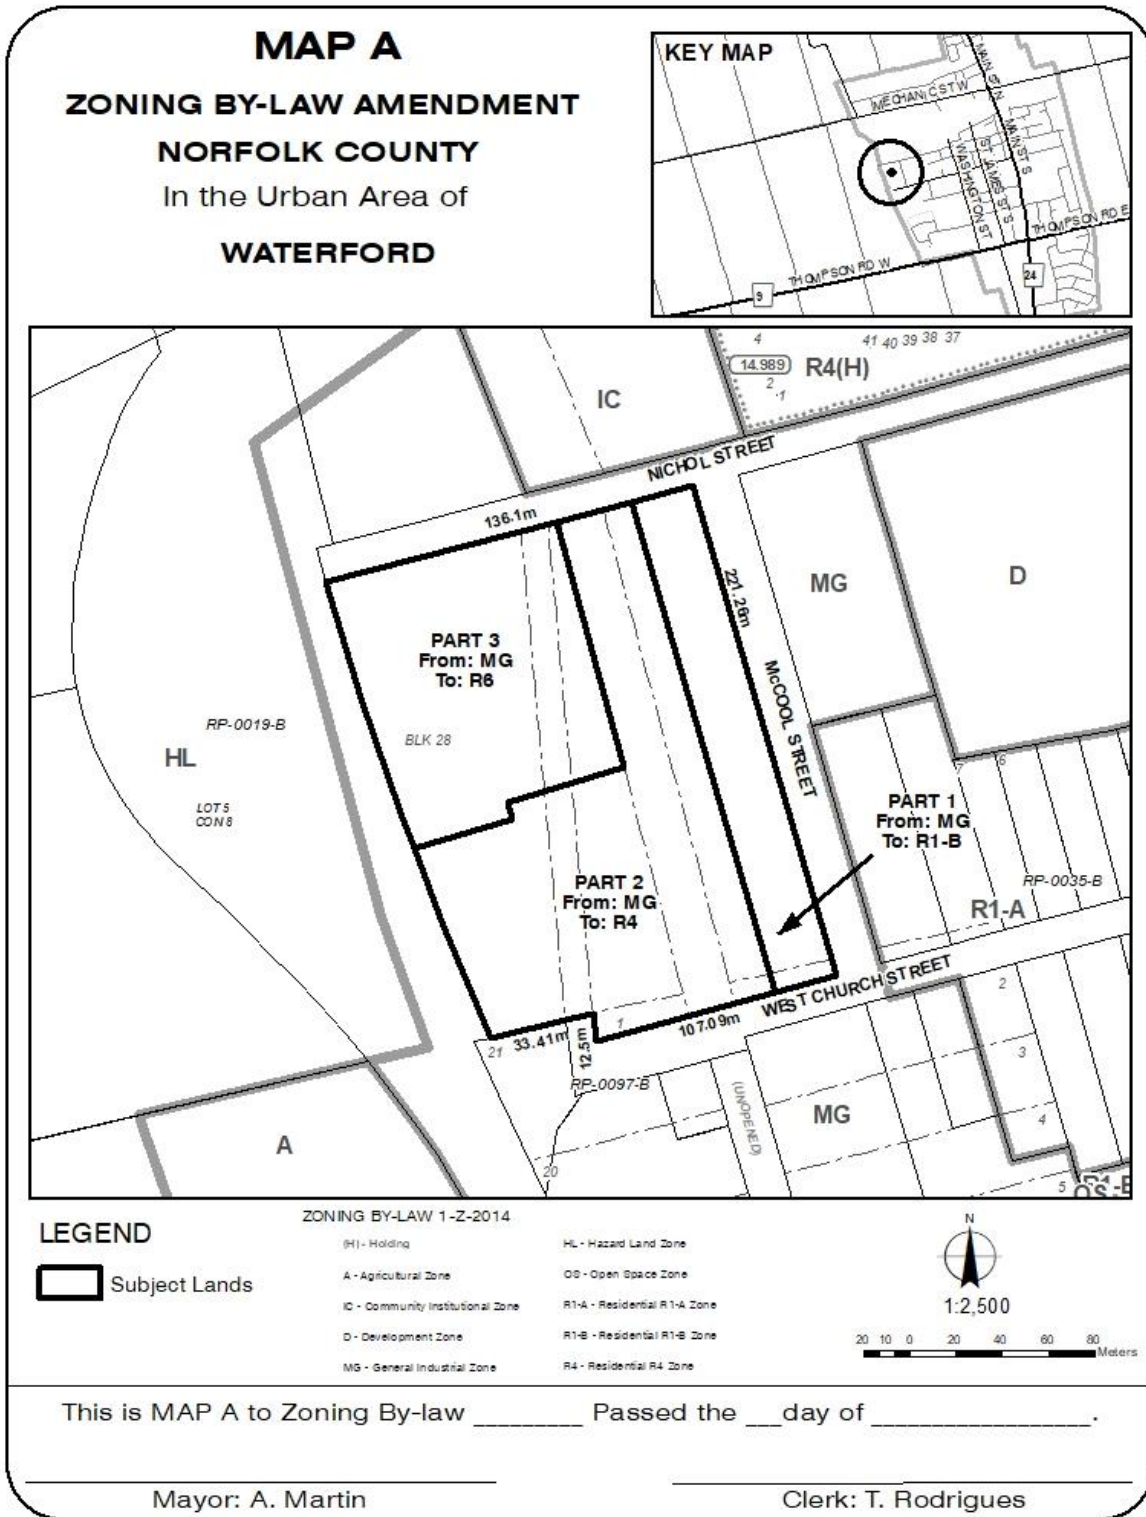 MAP A
ZONING BY-LAW AMENDMENT
NORFOLK COUNTY
In the Urban Area of
WATERFORD
KEY MAP
MAIN ST N
MECHANIC ST W
MAIN ST S
ST JAMES ST S
WASHINGTON ST
THOMPSON RD E
THOMPSON RD W
24
9
4
41 40 39 38 37
14.989
R4(H)
2
1
IC
NICHOL STREET
136.1m
MG
D
221.26m
PART 3
From: MG
To: R6
McCOOL STREET
RP-0019-B
BLK 28
HL
7
6
LOT 5
CON 8
PART 1
From: MG
To: R1-B
PART 2
From: MG
To: R4
RP-0035-B
R1-A
WEST CHURCH STREET
2
1
107.09m
21
33.41m
12.5m
3
RP-0097-B
(UNOPENED)
MG
4
A
20
5
R1-B
OS
LEGEND
Subject Lands
ZONING BY-LAW 1-Z-2014
(H) - Holding
A - Agricultural Zone
IC - Community Institutional Zone
D - Development Zone
MG - General Industrial Zone
HL - Hazard Land Zone
OS - Open Space Zone
R1-A - Residential R1-A Zone
R1-B - Residential R1-B Zone
R4 - Residential R4 Zone
N
1:2,500
20 10 0 20 40 60 80
Meters
This is MAP A to Zoning By-law _________ Passed the ___day of __________________.
Mayor: A. Martin
Clerk: T. Rodrigues